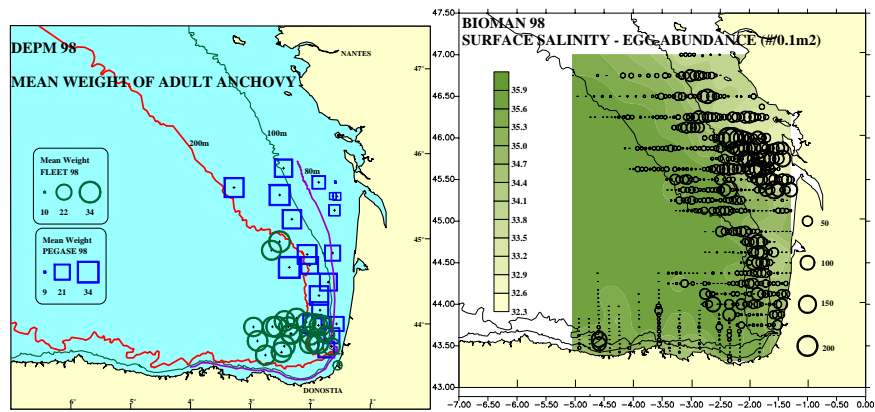 DEPM 98
MEAN WEIGHT OF ADULT ANCHOVY
NANTES
47°
200m
100m
80m
46°
Mean Weight
FLEET 98
10 22 34
45°
Mean Weight
PEGASE 98
9 21 34
44°
DONOSTIA
6° 5° 4° 3° 2° 1°
BIOMAN 98
SURFACE SALINITY - EGG ABUNDANCE (#/0.1m2)
47.50
47.00
46.50
46.00
45.50
45.00
44.50
44.00
43.50
43.00
35.9
35.6
35.3
35.0
34.7
34.4
34.1
33.8
33.5
33.2
32.9
32.6
32.3
50
100
150
200
-7.00 -6.50 -6.00 -5.50 -5.00 -4.50 -4.00 -3.50 -3.00 -2.50 -2.00 -1.50 -1.00 -0.50 0.00